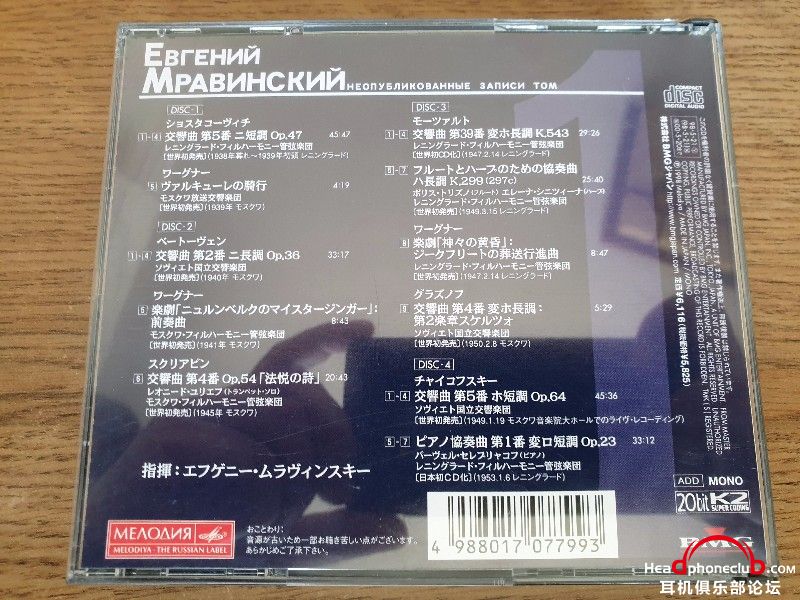 ЕВГЕНИЙ
МРАВИНСКИЙ НЕОПУБЛИКОВАННЫЕ ЗАПИСИ ТОМ
1
COMPACT
disc
DIGITAL AUDIO
DISC-1
ショスタコーヴィチ
1-4 交響曲 第5番 ニ短調 Op.47 45:47
レニングラード・フィルハーモニー管弦楽団
[世界初発売] (1938年暮れ~1939年初頭 レニングラード)
ワーグナー
5 ヴァルキューレの騎行 4:19
モスクワ放送交響楽団
[世界初発売] (1939年 モスクワ)
DISC-2
ベートーヴェン
1-4 交響曲 第2番 ニ長調 Op.36 33:17
ソヴィエト国立交響楽団
[世界初発売] (1940年 モスクワ)
ワーグナー
5 楽劇「ニュルンベルクのマイスタージンガー」:
前奏曲 8:43
モスクワ・フィルハーモニー管弦楽団
[世界初発売] (1941年 モスクワ)
スクリアビン
6 交響曲 第4番 Op.54「法悦の詩」 20:43
レオニード・ユリエフ(トランペット・ソロ)
モスクワ・フィルハーモニー管弦楽団
[世界初発売] (1945年 モスクワ)
指揮:エフゲニー・ムラヴィンスキー
DISC-3
モーツァルト
1-4 交響曲 第39番 変ホ長調 K.543 29:26
レニングラード・フィルハーモニー管弦楽団
[世界初CD化] (1947.2.14 レニングラード)
5-7 フルートとハープのための協奏曲
ハ長調 K.299 (297c) 25:40
ボリス・トリズノ(フルート) エレーナ・シニツィーナ(ハープ)
レニングラード・フィルハーモニー管弦楽団
[世界初発売] (1949.3.15 レニングラード)
ワーグナー
8 楽劇「神々の黄昏」:
ジークフリートの葬送行進曲 8:47
レニングラード・フィルハーモニー管弦楽団
[世界初発売] (1947.2.14 レニングラード)
グラズノフ
9 交響曲 第4番 変ホ長調: 5:29
第2楽章スケルツォ
ソヴィエト国立交響楽団
[世界初発売] (1950.2.8 モスクワ)
DISC-4
チャイコフスキー
1-4 交響曲 第5番 ホ短調 Op.64 45:36
ソヴィエト国立交響楽団
[世界初発売] (1949.1.19 モスクワ音楽院大ホールでのライヴ・レコーディング)
5-7 ピアノ協奏曲 第1番 変ロ短調 Op.23 33:12
パーヴェル・セレブリャコフ(ピアノ)
レニングラード・フィルハーモニー管弦楽団
[日本初CD化] (1953.1.6 レニングラード)
株式会社 BMGジャパン
定価¥6,116 (税抜価格¥5,825)
ADD MONO
20bit K2
SUPER CODING
BMG
МЕЛОДИЯ
MELODIYA · THE RUSSIAN LABEL
おことわり:
音源が古いため一部お聴き苦しい点がございます。
あらかじめご了承下さい。
4 988017 077993
Headphoneclub.com
耳机俱乐部论坛